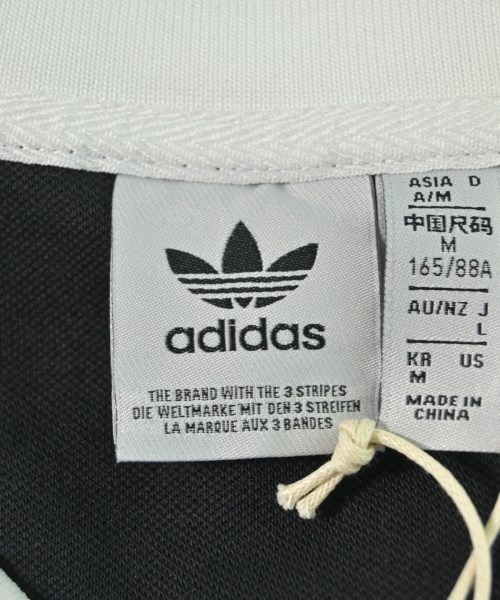 adidas
THE BRAND WITH THE 3 STRIPES
DIE WELTMARKE MIT DEN 3 STREIFEN
LA MARQUE AUX 3 BANDES
ASIA D
A/M
中国尺码
M
165/88A
AU/NZ J
L
KR US
M
MADE IN
CHINA